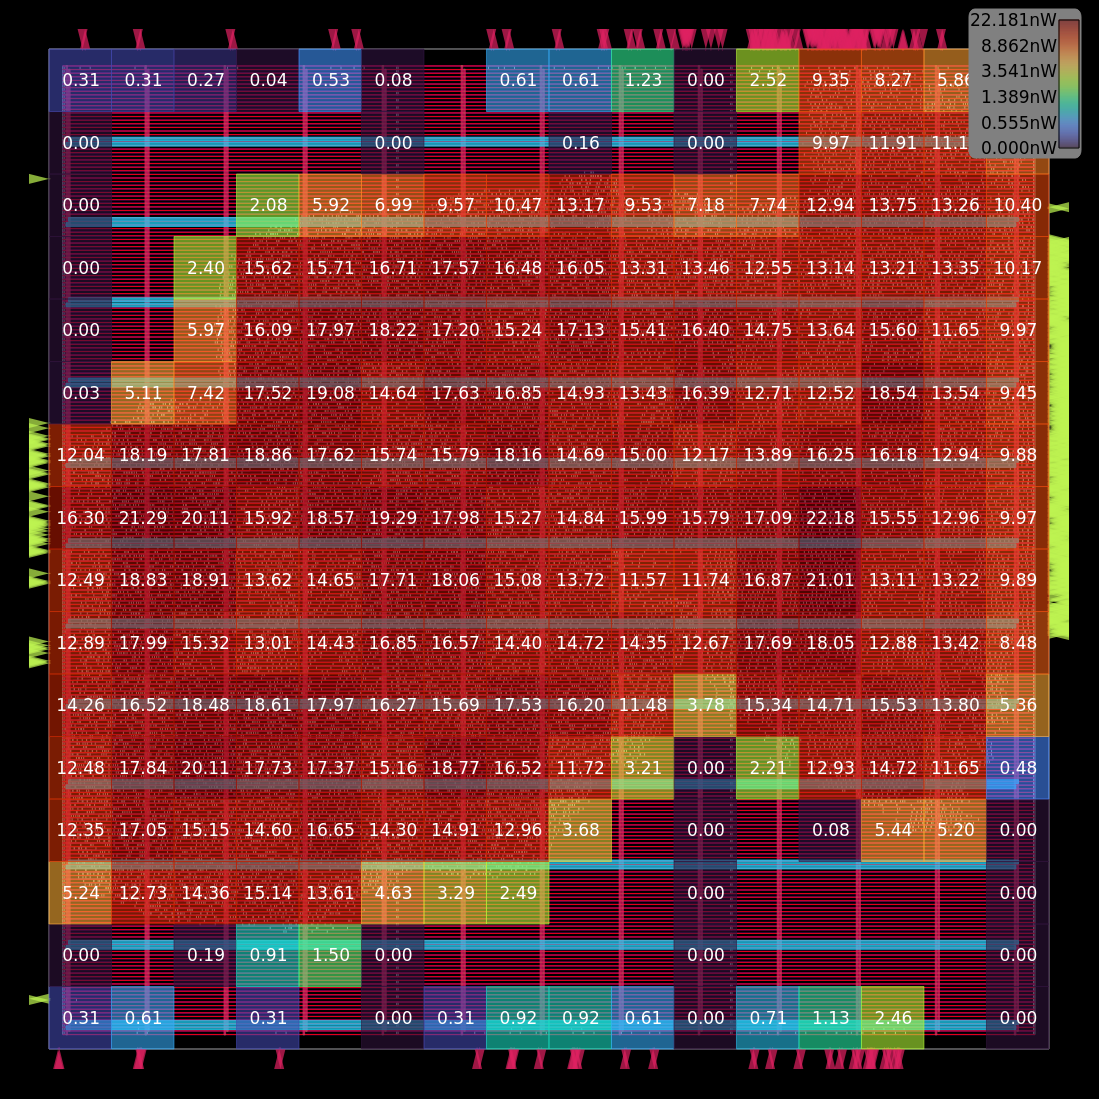 22.181nW
8.862nW
3.541nW
1.389nW
0.555nW
0.000nW
0.31 0.31 0.27 0.04 0.53 0.08 0.61 0.61 1.23 0.00 2.52 9.35 8.27 5.86
0.00 0.00 0.16 0.00 9.97 11.91 11.1
0.00 2.08 5.92 6.99 9.57 10.47 13.17 9.53 7.18 7.74 12.94 13.75 13.26 10.40
0.00 2.40 15.62 15.71 16.71 17.57 16.48 16.05 13.31 13.46 12.55 13.14 13.21 13.35 10.17
0.00 5.97 16.09 17.97 18.22 17.20 15.24 17.13 15.41 16.40 14.75 13.64 15.60 11.65 9.97
0.03 5.11 7.42 17.52 19.08 14.64 17.63 16.85 14.93 13.43 16.39 12.71 12.52 18.54 13.54 9.45
12.04 18.19 17.81 18.86 17.62 15.74 15.79 18.16 14.69 15.00 12.17 13.89 16.25 16.18 12.94 9.88
16.30 21.29 20.11 15.92 18.57 19.29 17.98 15.27 14.84 15.99 15.79 17.09 22.18 15.55 12.96 9.97
12.49 18.83 18.91 13.62 14.65 17.71 18.06 15.08 13.72 11.57 11.74 16.87 21.01 13.11 13.22 9.89
12.89 17.99 15.32 13.01 14.43 16.85 16.57 14.40 14.72 14.35 12.67 17.69 18.05 12.88 13.42 8.48
14.26 16.52 18.48 18.61 17.97 16.27 15.69 17.53 16.20 11.48 3.78 15.34 14.71 15.53 13.80 5.36
12.48 17.84 20.11 17.73 17.37 15.16 18.77 16.52 11.72 3.21 0.00 2.21 12.93 14.72 11.65 0.48
12.35 17.05 15.15 14.60 16.65 14.30 14.91 12.96 3.68 0.00 0.08 5.44 5.20 0.00
5.24 12.73 14.36 15.14 13.61 4.63 3.29 2.49 0.00 0.00
0.00 0.19 0.91 1.50 0.00 0.00 0.00
0.31 0.61 0.31 0.00 0.31 0.92 0.92 0.61 0.00 0.71 1.13 2.46 0.00